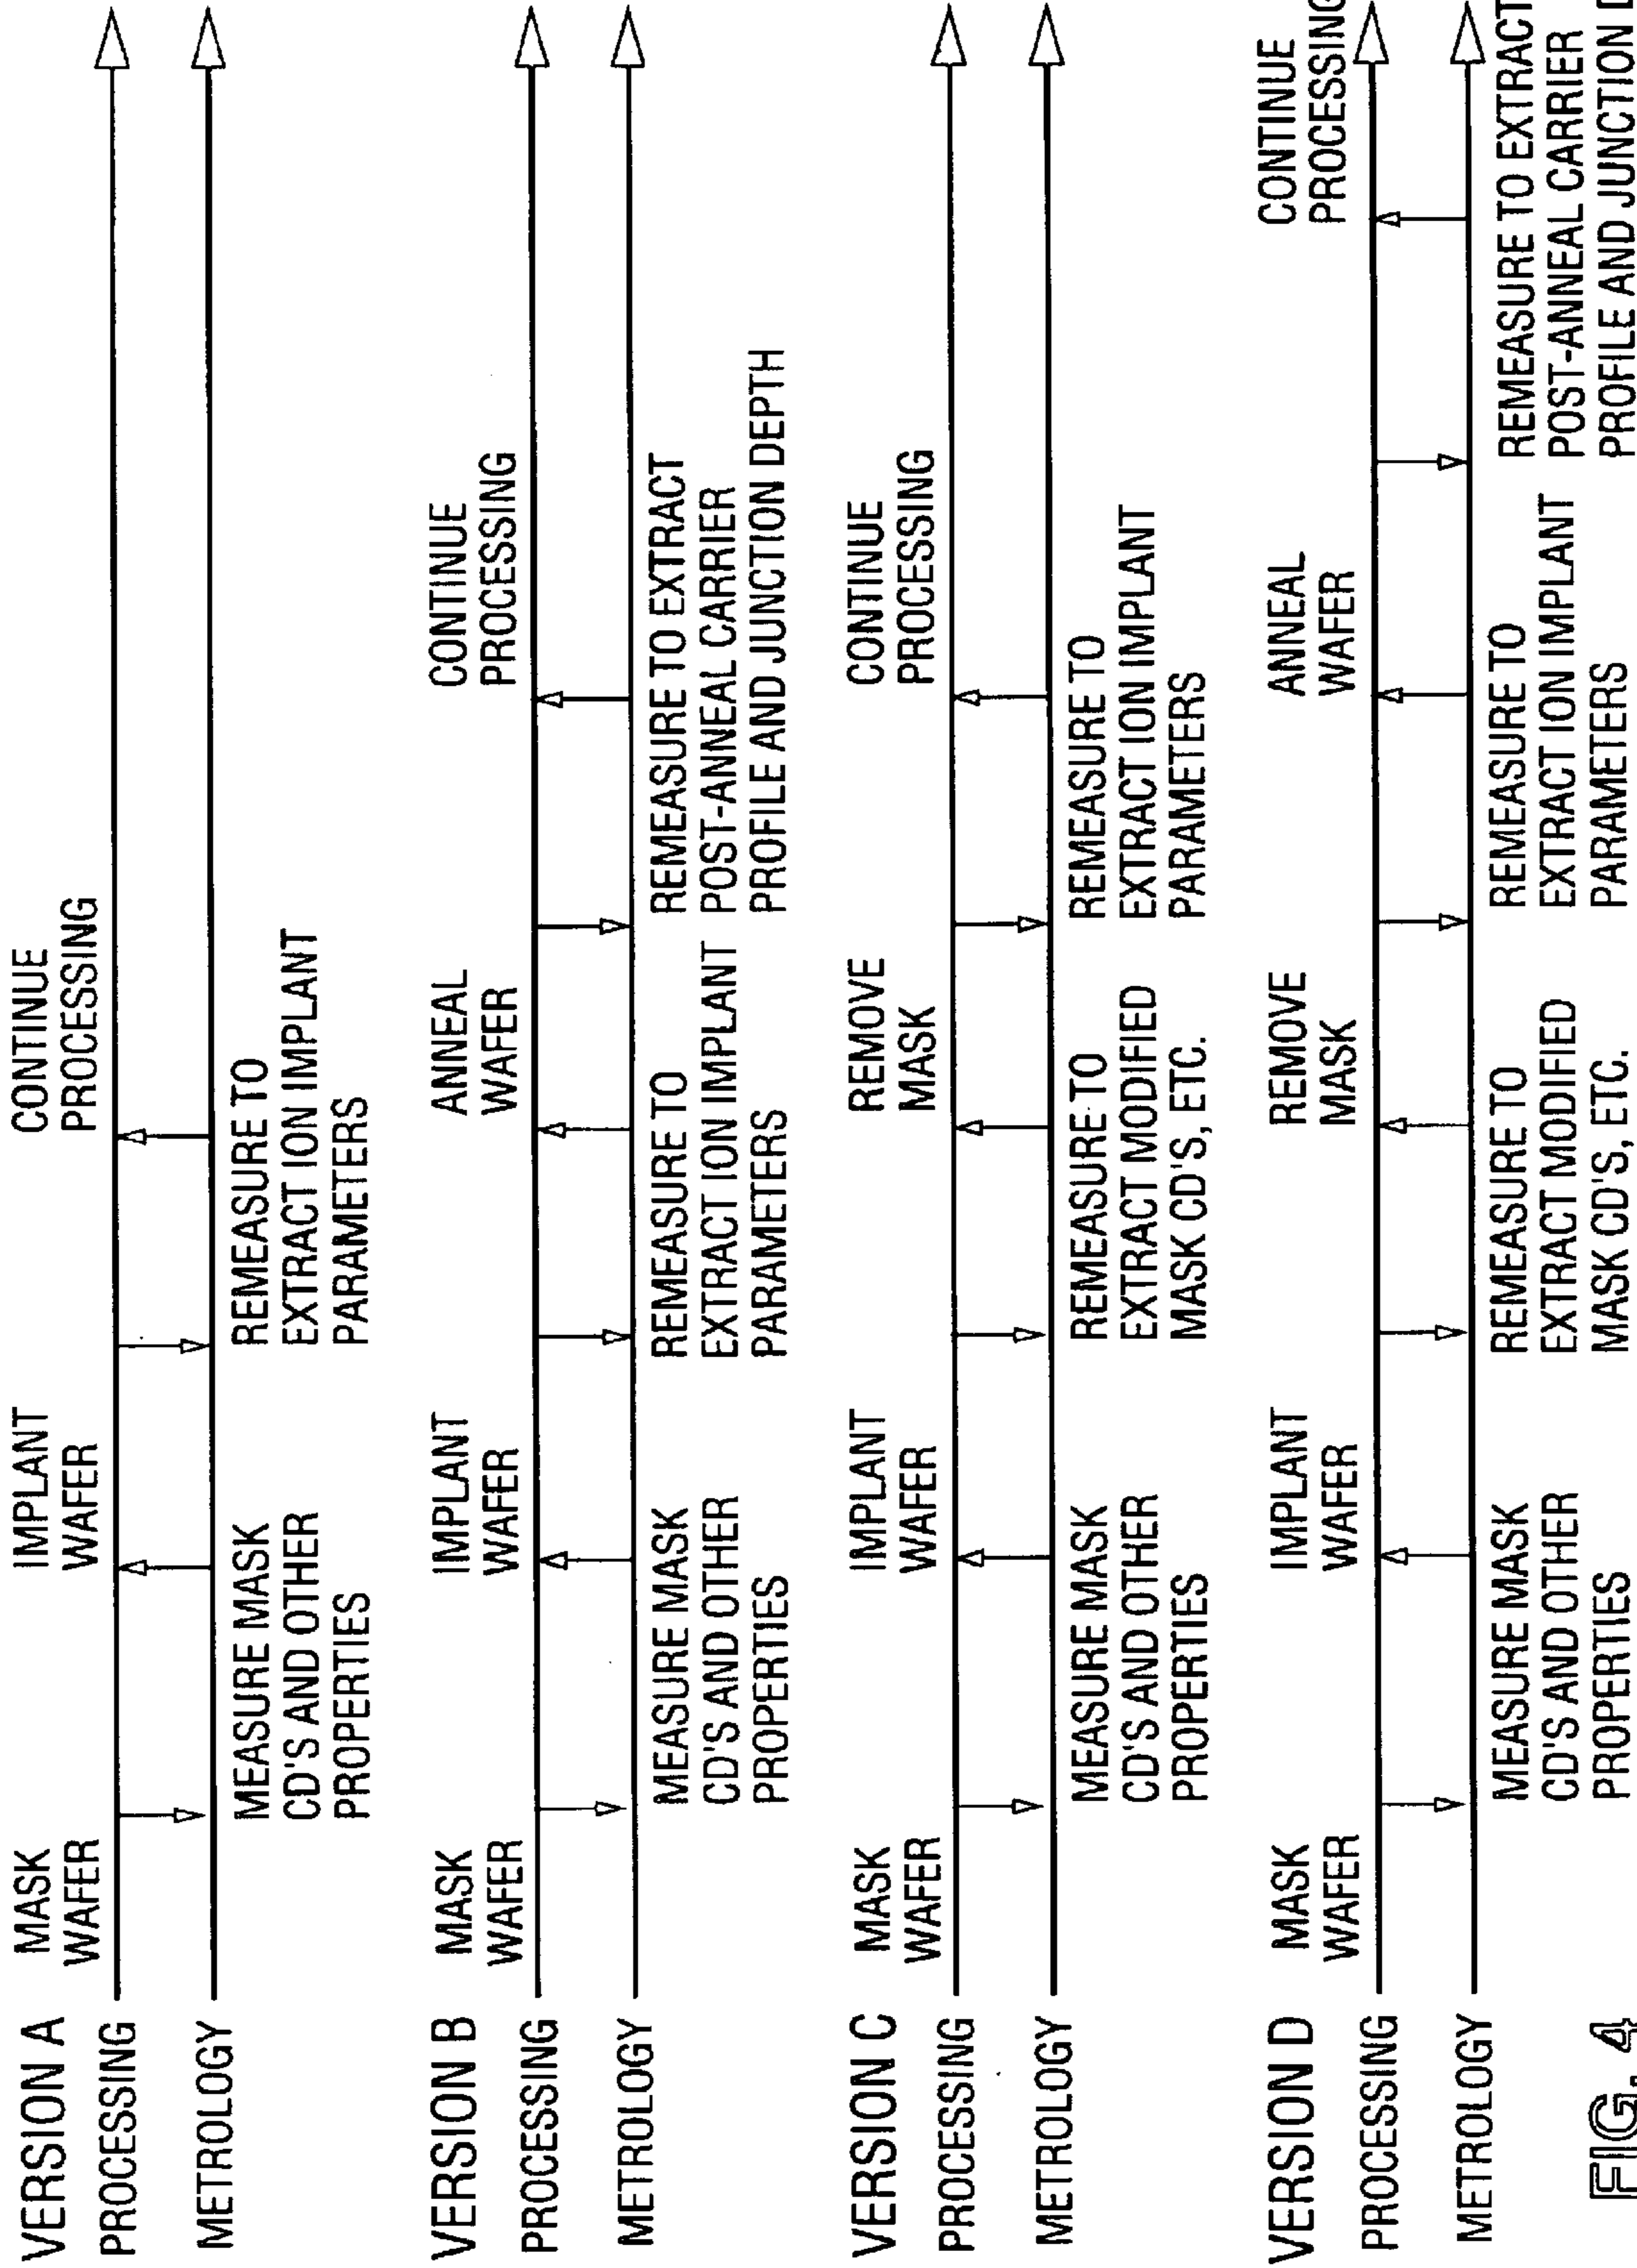 VERSION A
MASK
WAFER
IMPLANT
WAFER
CONTINUE
PROCESSING
PROCESSING
METROLOGY
MEASURE MASK
CD'S AND OTHER
PROPERTIES
REMEASURE TO
EXTRACT ION IMPLANT
PARAMETERS
VERSION B
MASK
WAFER
IMPLANT
WAFER
ANNEAL
WAFER
CONTINUE
PROCESSING
PROCESSING
METROLOGY
MEASURE MASK
CD'S AND OTHER
PROPERTIES
REMEASURE TO
EXTRACT ION IMPLANT
PARAMETERS
REMEASURE TO EXTRACT
POST-ANNEAL CARRIER
PROFILE AND JUNCTION DEPTH
VERSION C
MASK
WAFER
IMPLANT
WAFER
REMOVE
MASK
CONTINUE
PROCESSING
PROCESSING
METROLOGY
MEASURE MASK
CD'S AND OTHER
PROPERTIES
REMEASURE TO
EXTRACT MODIFIED
MASK CD'S, ETC.
REMEASURE TO
EXTRACT ION IMPLANT
PARAMETERS
VERSION D
MASK
WAFER
IMPLANT
WAFER
REMOVE
MASK
ANNEAL
WAFER
CONTINUE
PROCESSING
PROCESSING
METROLOGY
MEASURE MASK
CD'S AND OTHER
PROPERTIES
REMEASURE TO
EXTRACT MODIFIED
MASK CD'S, ETC.
REMEASURE TO
EXTRACT ION IMPLANT
PARAMETERS
REMEASURE TO EXTRACT
POST-ANNEAL CARRIER
PROFILE AND JUNCTION
FIG. 4